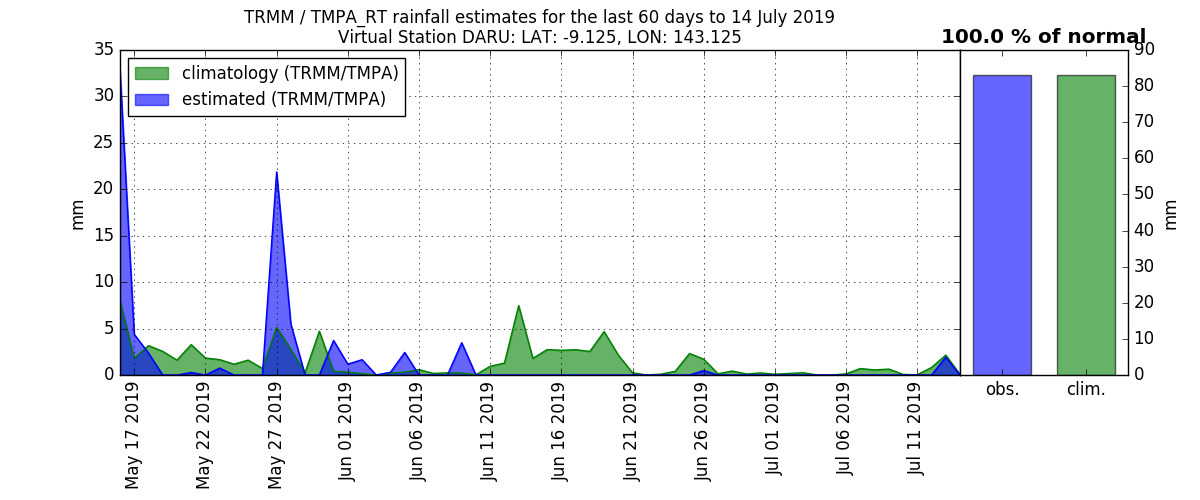 TRMM / TMPA_RT rainfall estimates for the last 60 days to 14 July 2019
Virtual Station DARU: LAT: -9.125, LON: 143.125
100.0 % of normal
climatology (TRMM/TMPA)
estimated (TRMM/TMPA)
35
30
25
20
15
10
5
0
mm
May 17 2019
May 22 2019
May 27 2019
Jun 01 2019
Jun 06 2019
Jun 11 2019
Jun 16 2019
Jun 21 2019
Jun 26 2019
Jul 01 2019
Jul 06 2019
Jul 11 2019
90
80
70
60
50
40
30
20
10
0
mm
obs.
clim.